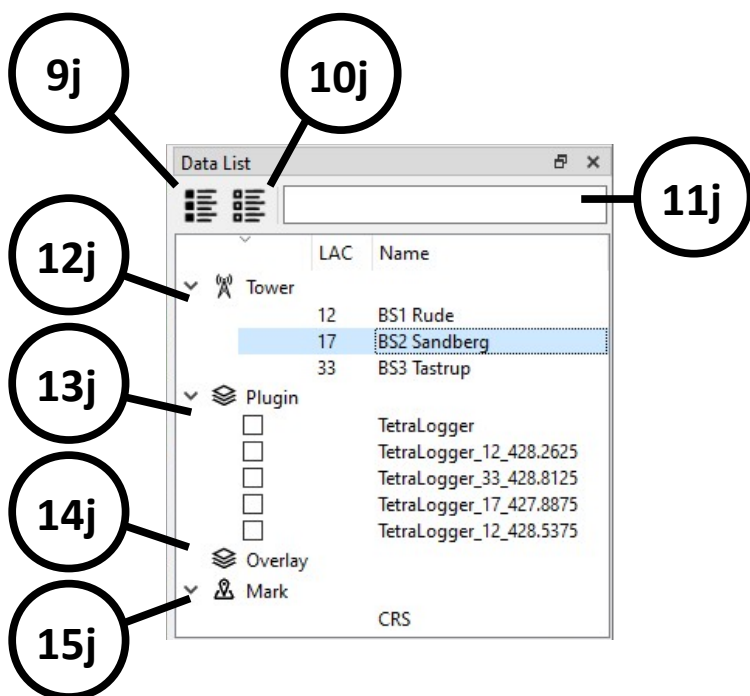 9j
10j
Data List
11j
12j
LAC Name
Tower
12 BS1 Rude
17 BS2 Sandberg
33 BS3 Tastrup
13j
Plugin
TetraLogger
TetraLogger_12_428.2625
TetraLogger_33_428.8125
TetraLogger_17_427.8875
TetraLogger_12_428.5375
14j
Overlay
15j
Mark
CRS